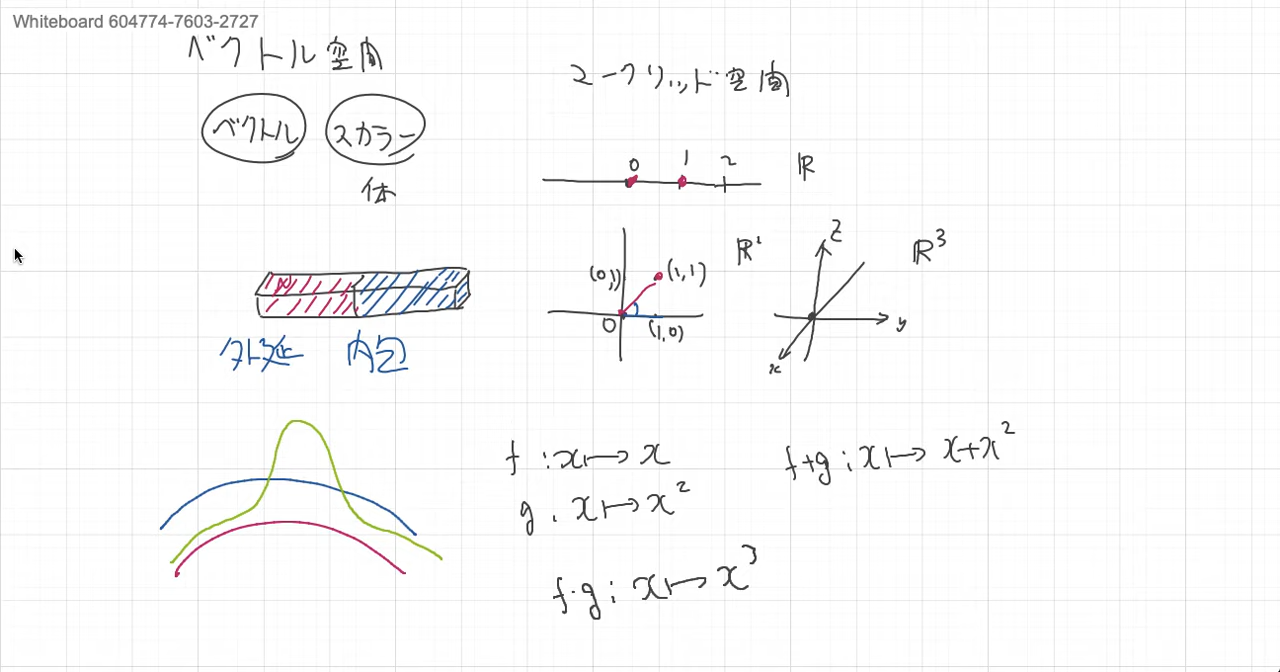 Whiteboard 604774-7603-2727
ベクトル空間
ベクトル スカラー
体
外延 内包
ユークリッド空間
0 1 2 ℝ
(0,1) (1,1) ℝ²
0 (1,0)
z ℝ³
y
x
f : x ↦ x
g : x ↦ x²
f+g : x ↦ x+x²
f·g : x ↦ x³